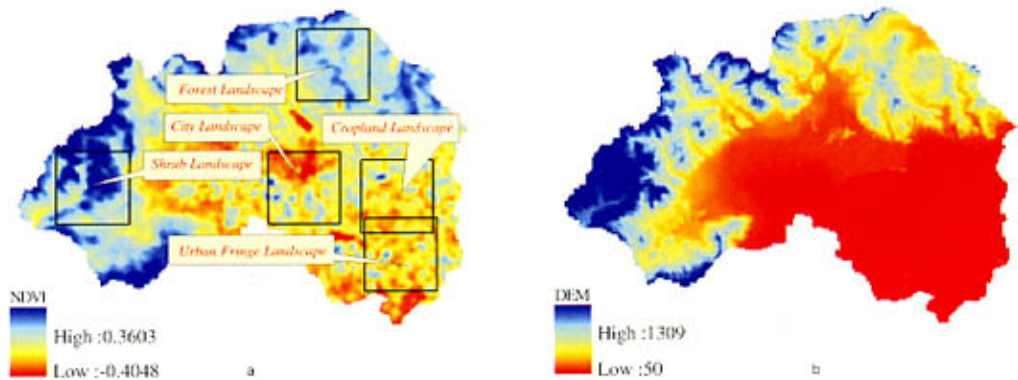 Forest Landscape
City Landscape
Cropland Landscape
Shrub Landscape
Urban Fringe Landscape
NDVI
High :0.3603
Low :-0.4048
a
DEM
High :1309
Low :50
b